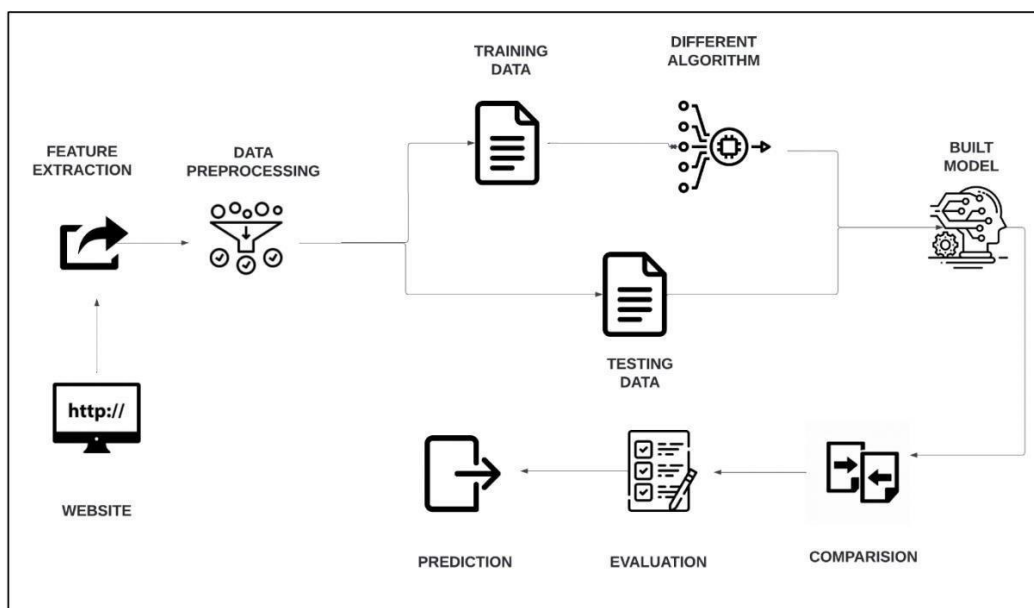 TRAINING
DATA
DIFFERENT
ALGORITHM
FEATURE
EXTRACTION
DATA
PREPROCESSING
BUILT
MODEL
TESTING
DATA
http://
WEBSITE
PREDICTION
EVALUATION
COMPARISION